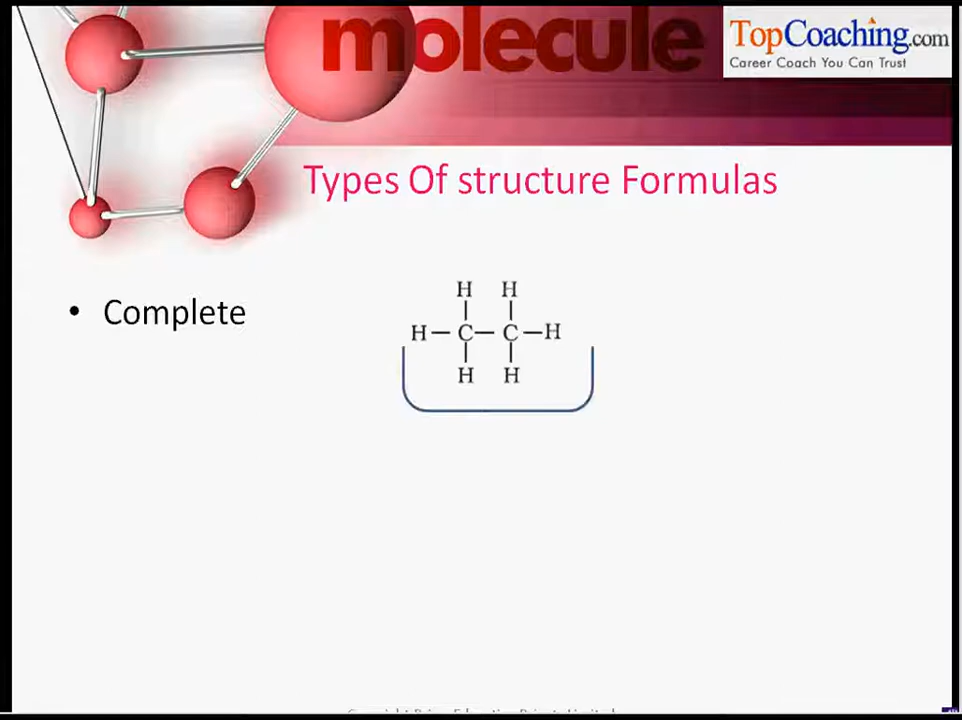 molecule
TopCoaching.com
Career Coach You Can Trust
Types Of structure Formulas
• Complete
H H
H—C—C—H
H H